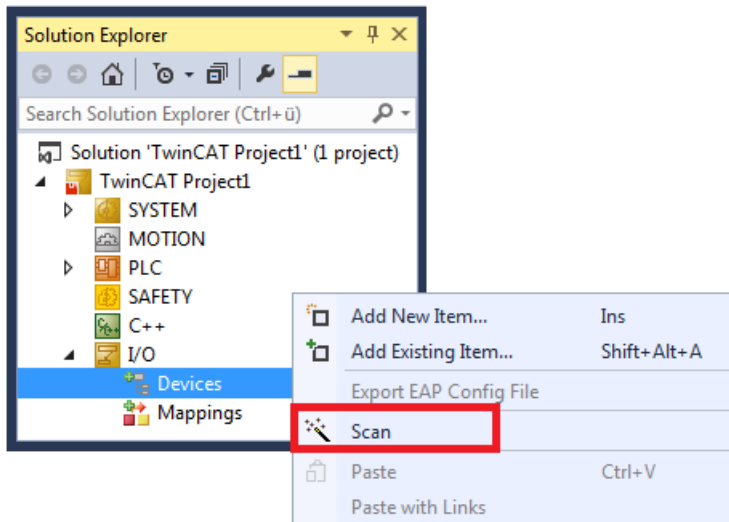 Solution Explorer
Search Solution Explorer (Ctrl+ü)
Solution 'TwinCAT Project1' (1 project)
TwinCAT Project1
SYSTEM
MOTION
PLC
SAFETY
C++
I/O
Devices
Mappings
Add New Item... Ins
Add Existing Item... Shift+Alt+A
Export EAP Config File
Scan
Paste Ctrl+V
Paste with Links